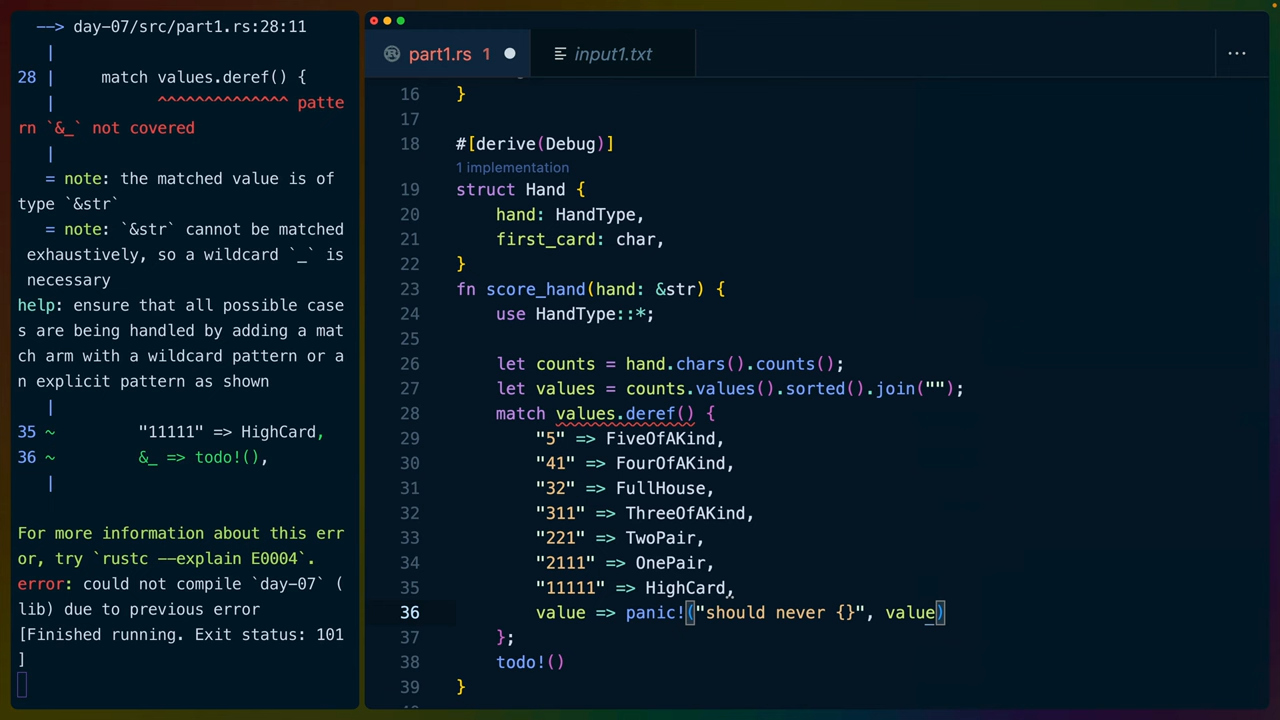 --> day-07/src/part1.rs:28:11
|
28 |     match values.deref() {
|           ^^^^^^^^^^^^^^ patte
rn `&_` not covered
|
= note: the matched value is of
type `&str`
= note: `&str` cannot be matched
exhaustively, so a wildcard `_` is
necessary
help: ensure that all possible case
s are being handled by adding a mat
ch arm with a wildcard pattern or a
n explicit pattern as shown
|
35 ~         "11111" => HighCard,
36 ~         &_ => todo!(),
|
For more information about this err
or, try `rustc --explain E0004`.
error: could not compile `day-07` (
lib) due to previous error
[Finished running. Exit status: 101
]
part1.rs 1
input1.txt
...
16 }
17
18 #[derive(Debug)]
1 implementation
19 struct Hand {
20     hand: HandType,
21     first_card: char,
22 }
23 fn score_hand(hand: &str) {
24     use HandType::*;
25
26     let counts = hand.chars().counts();
27     let values = counts.values().sorted().join("");
28     match values.deref() {
29         "5" => FiveOfAKind,
30         "41" => FourOfAKind,
31         "32" => FullHouse,
32         "311" => ThreeOfAKind,
33         "221" => TwoPair,
34         "2111" => OnePair,
35         "11111" => HighCard,
36         value => panic!("should never {}", value)
37     };
38     todo!()
39 }